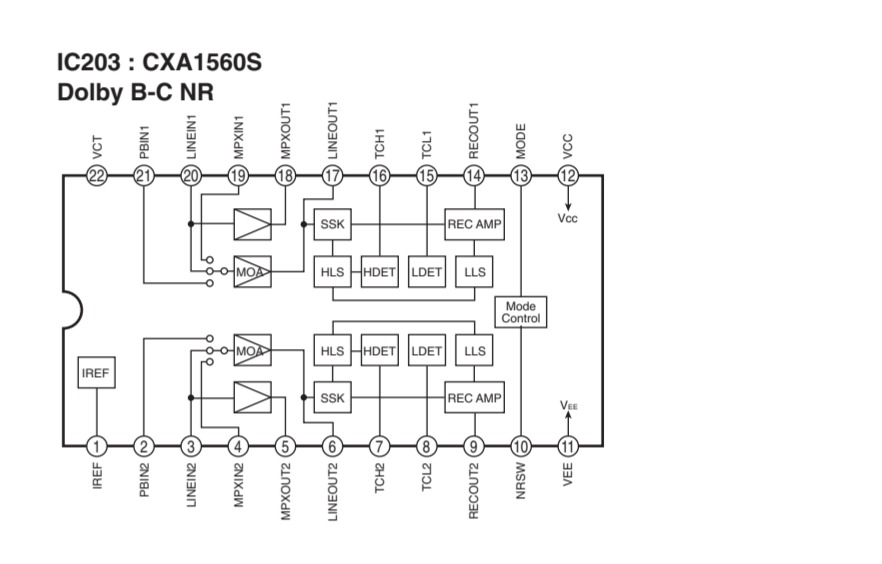 IC203 : CXA1560S
Dolby B-C NR
VCT PBIN1 LINEIN1 MPXIN1 MPXOUT1 LINEOUT1 TCH1 TCL1 RECOUT1 MODE VCC
22 21 20 19 18 17 16 15 14 13 12
SSK REC AMP Vcc
MOA HLS HDET LDET LLS
Mode
Control
MOA HLS HDET LDET LLS
IREF
SSK REC AMP VEE
1 2 3 4 5 6 7 8 9 10 11
IREF PBIN2 LINEIN2 MPXIN2 MPXOUT2 LINEOUT2 TCH2 TCL2 RECOUT2 NRSW VEE